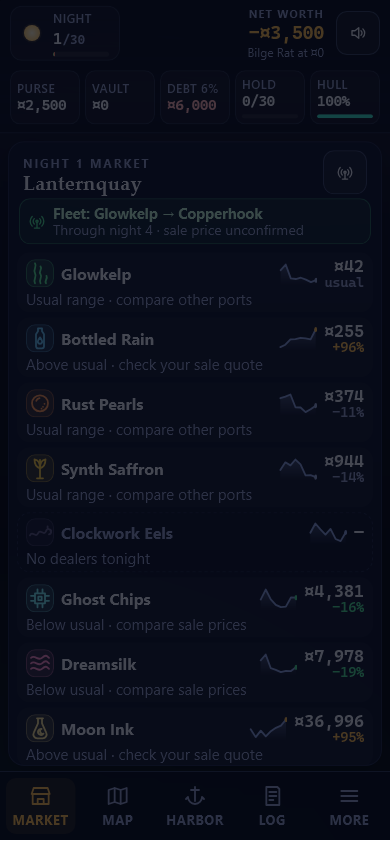 NIGHT
1/30
NET WORTH
−¤3,500
Bilge Rat at ¤0
PURSE
¤2,500
VAULT
¤0
DEBT 6%
¤6,000
HOLD
0/30
HULL
100%
NIGHT 1 MARKET
Lanternquay
Fleet: Glowkelp → Copperhook
Through night 4 · sale price unconfirmed
Glowkelp
¤42
usual
Usual range · compare other ports
Bottled Rain
¤255
+96%
Above usual · check your sale quote
Rust Pearls
¤374
−11%
Usual range · compare other ports
Synth Saffron
¤944
−14%
Usual range · compare other ports
Clockwork Eels
—
No dealers tonight
Ghost Chips
¤4,381
−16%
Below usual · compare sale prices
Dreamsilk
¤7,978
−19%
Below usual · compare sale prices
Moon Ink
¤36,996
+95%
Above usual · check your sale quote
MARKET
MAP
HARBOR
LOG
MORE